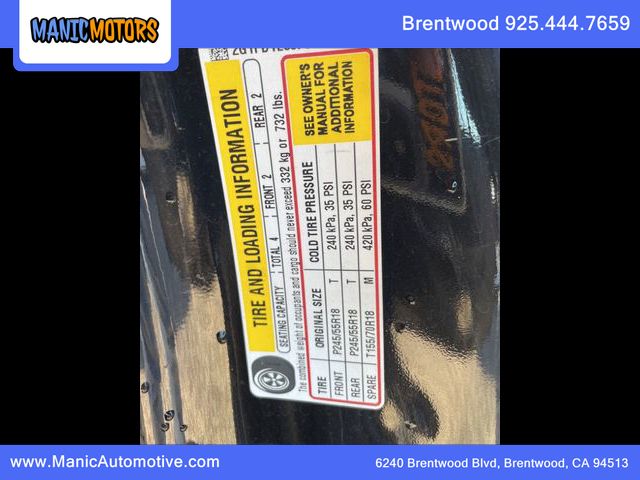 MANIC MOTORS
Brentwood 925.444.7659
TIRE AND LOADING INFORMATION
SEATING CAPACITY TOTAL 4 FRONT 2 REAR 2
The combined weight of occupants and cargo should never exceed 332 kg or 732 lbs.
TIRE ORIGINAL SIZE COLD TIRE PRESSURE
FRONT P245/55R18 T 240 kPa, 35 PSI
REAR P245/55R18 T 240 kPa, 35 PSI
SPARE T155/70R18 M 420 kPa, 60 PSI
SEE OWNER'S
MANUAL FOR
ADDITIONAL
INFORMATION
www.ManicAutomotive.com
6240 Brentwood Blvd, Brentwood, CA 94513